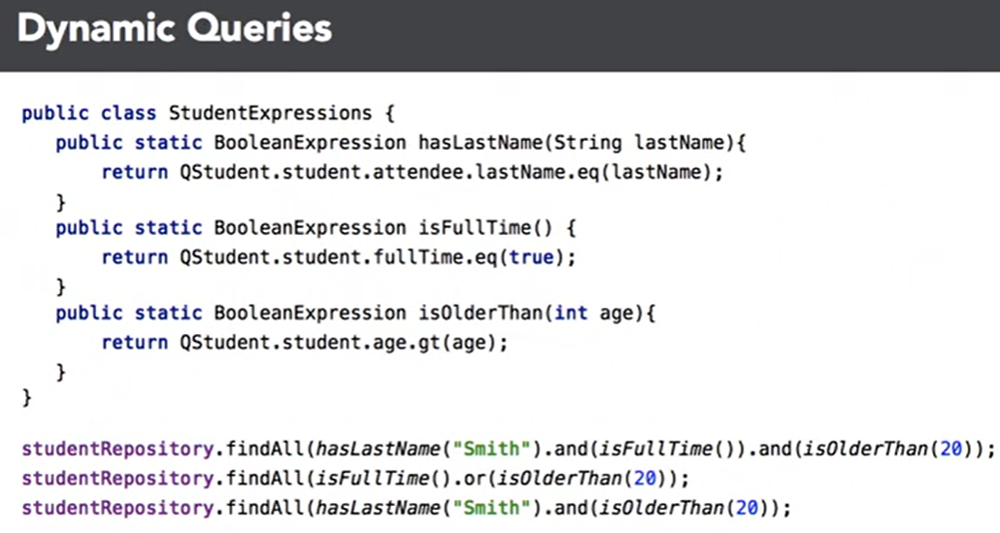 Dynamic Queries
public class StudentExpressions {
public static BooleanExpression hasLastName(String lastName){
return QStudent.student.attendee.lastName.eq(lastName);
}
public static BooleanExpression isFullTime() {
return QStudent.student.fullTime.eq(true);
}
public static BooleanExpression isOlderThan(int age){
return QStudent.student.age.gt(age);
}
}
studentRepository.findAll(hasLastName("Smith").and(isFullTime()).and(isOlderThan(20));
studentRepository.findAll(isFullTime().or(isOlderThan(20));
studentRepository.findAll(hasLastName("Smith").and(isOlderThan(20));